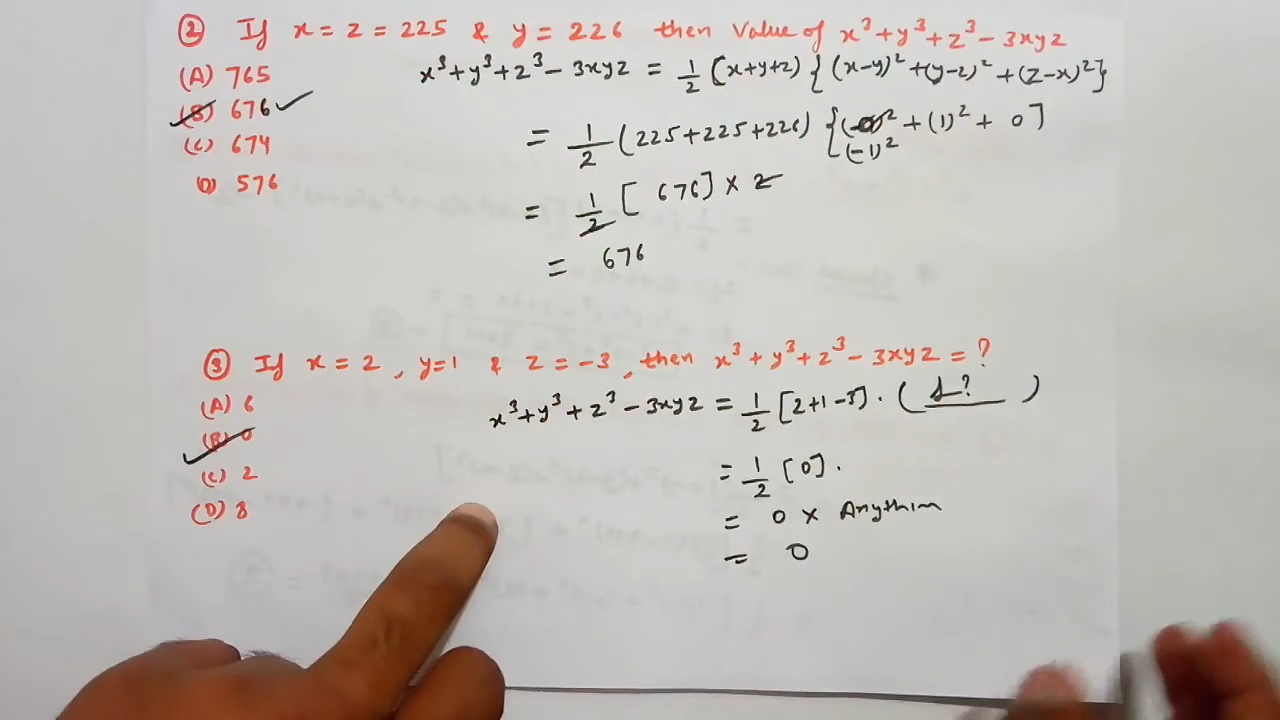 ② If x = z = 225 & y = 226 then Value of x³+y³+z³-3xyz
(A) 765
x³+y³+z³-3xyz = 1/2 (x+y+z) {(x-y)²+(y-z)²+(z-x)²}
(B) 676 ✓
= 1/2 (225+225+226) {(-1)² + (1)² + 0]
(C) 674
(D) 576
= 1/2 [676] × 2
= 676
③ If x = 2, y=1 & z = -3, then x³+y³+z³-3xyz = ?
(A) 6
x³+y³+z³-3xyz = 1/2 [2+1-3] . ( ? )
(B) 0
(C) 2
= 1/2 [0].
(D) 8
= 0 × Anythin
= 0